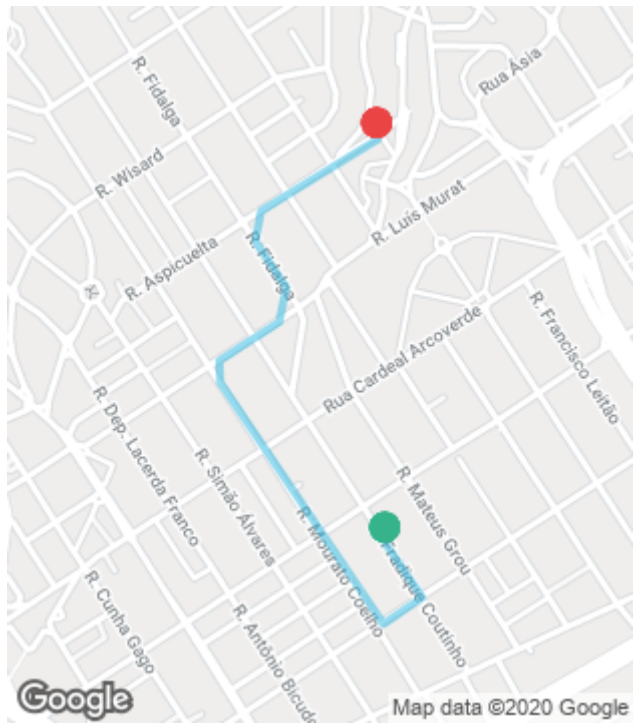 R. Fidalga
Rua Ásia
R. Wisard
R. Luís Murat
R. Aspicuelta
R. Fidalga
R. Francisco Leitão
Rua Cardeal Arcoverde
R. Dep. Lacerda Franco
R. Simão Álvares
R. Mateus Grou
R. Mourato Coelho
Fradique Coutinho
R. Cunha Gago
R. Antônio Bicudo
Google
Map data ©2020 Google